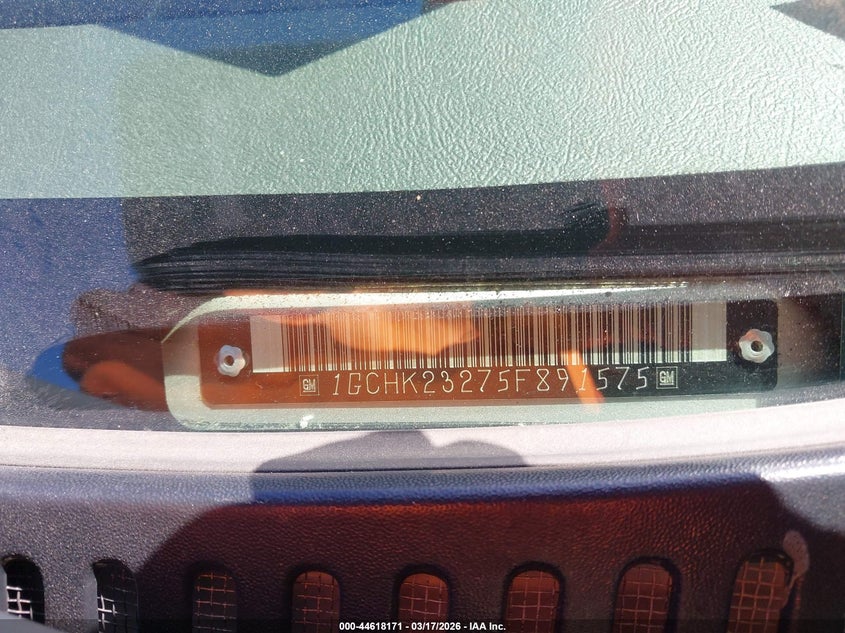 GM 1GCHK23275F891575 GM
000-44618171 — 03/17/2026 — IAA Inc.